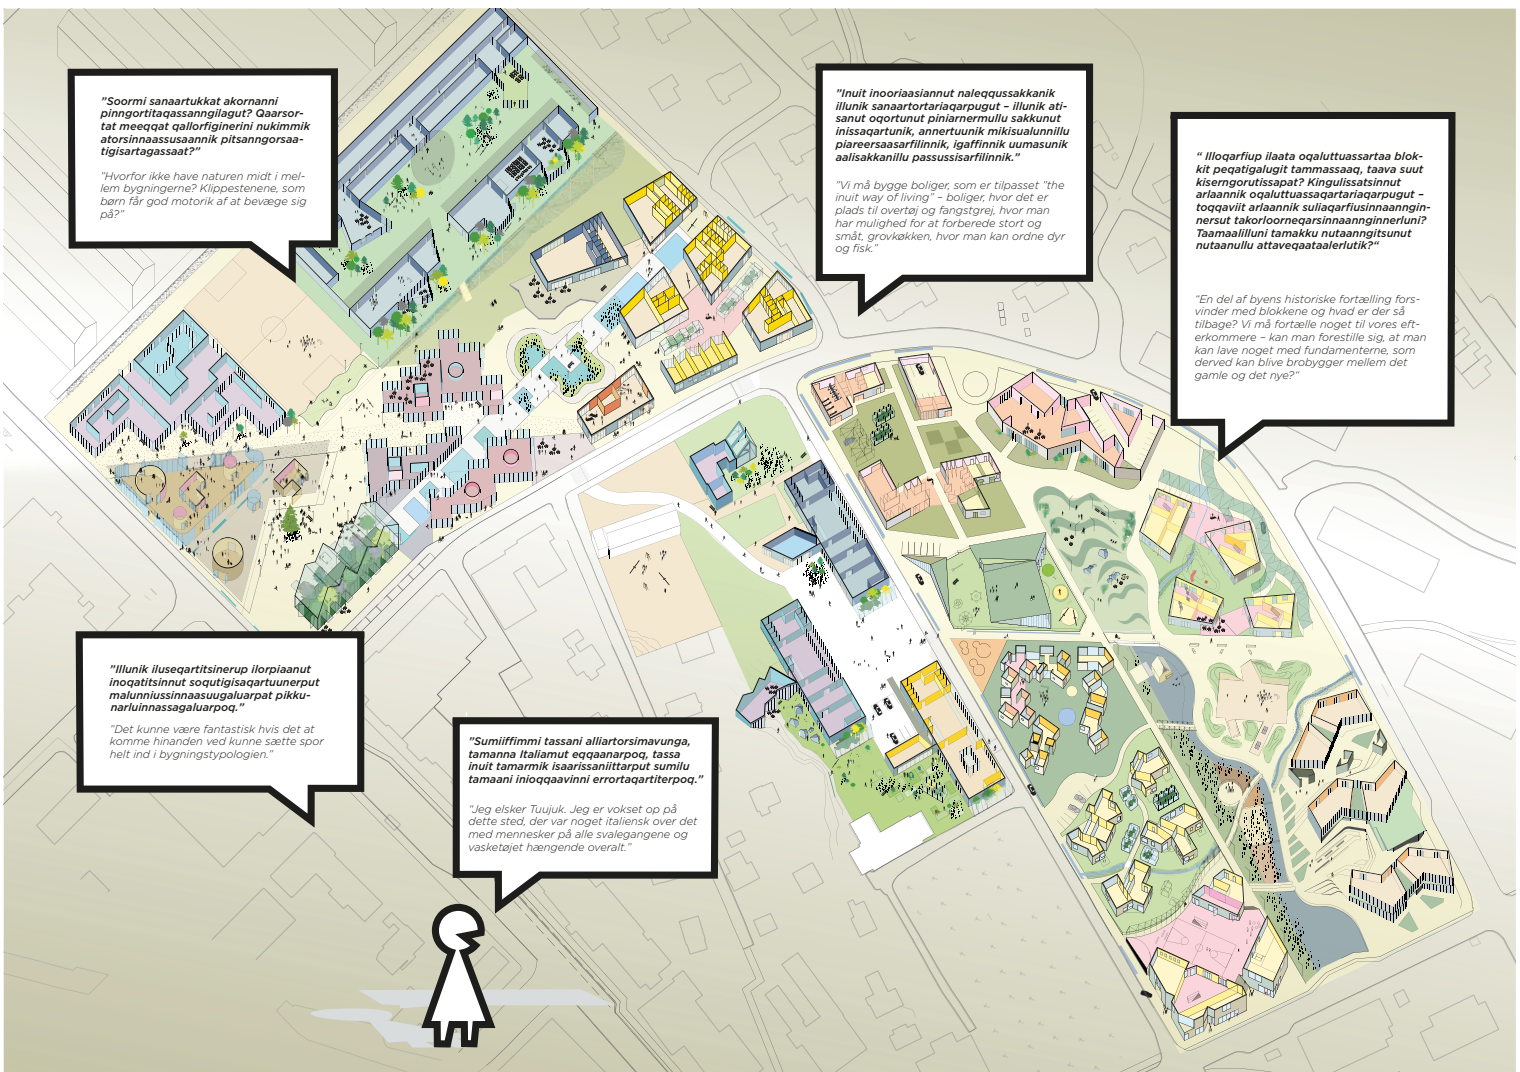 ”Soormi sanaartukkat akornanni
pinngortitaqassanngilagut? Qaarsor-
tat meeqqat qallorfiginerini nukimmik
atorsinnaassusaannik pitsanngorsaa-
tigisartagassaat?”
”Hvorfor ikke have naturen midt i mel-
lem bygningerne? Klippestenene, som
børn får god motorik af at bevæge sig
på?”
”Inuit inooriaasiannut naleqqussakkanik
illunik sanaartortariaqarpugut – illunik ati-
sanut oqortunut piniarnermullu sakkunut
inissaqartunik, annertuunik mikisualunnillu
piareersaasarfilinnik, igaffinnik uumasunik
aalisakkanillu passussisarfilinnik.”
”Vi må bygge boliger, som er tilpasset ”the
inuit way of living” – boliger, hvor det er
plads til overtøj og fangstgrej, hvor man
har mulighed for at forberede stort og
småt, grovkøkken, hvor man kan ordne dyr
og fisk.”
“ Illoqarfiup ilaata oqaluttuassartaa blok-
kit peqatigalugit tammassaaq, taava suut
kiserngorutissapat? Kingulissatsinnut
arlaannik oqaluttuassaqartariaqarpugut –
toqqaviit arlaannik suliaqarfiusinnaanngin-
nersut takorloorneqarsinnaannginnerluni?
Taamaalilluni tamakku nutaanngitsunut
nutaanullu attaveqaataalerlutik?“
”En del af byens historiske fortælling fors-
vinder med blokkene og hvad er der så
tilbage? Vi må fortælle noget til vores eft-
erkommere – kan man forestille sig, at man
kan lave noget med fundamenterne, som
derved kan blive brobygger mellem det
gamle og det nye?”
”Illunik iluseqartitsinerup ilorpiaanut
inoqatitsinnut soqutigisaqartuunerput
malunniussinnaasuugaluarpat pikku-
narluinnassagaluarpoq.”
”Det kunne være fantastisk hvis det at
komme hinanden ved kunne sætte spor
helt ind i bygningstypologien.”
”Sumiiffimmi tassani alliartorsimavunga,
tamanna Italiamut eqqaanarpoq, tassa
inuit tamarmik isaarissaniittarput sumilu
tamaani inioqqaavinni errortaqartiterpoq.”
”Jeg elsker Tuujuk. Jeg er vokset op på
dette sted, der var noget italiensk over det
med mennesker på alle svalegangene og
vasketøjet hængende overalt.”